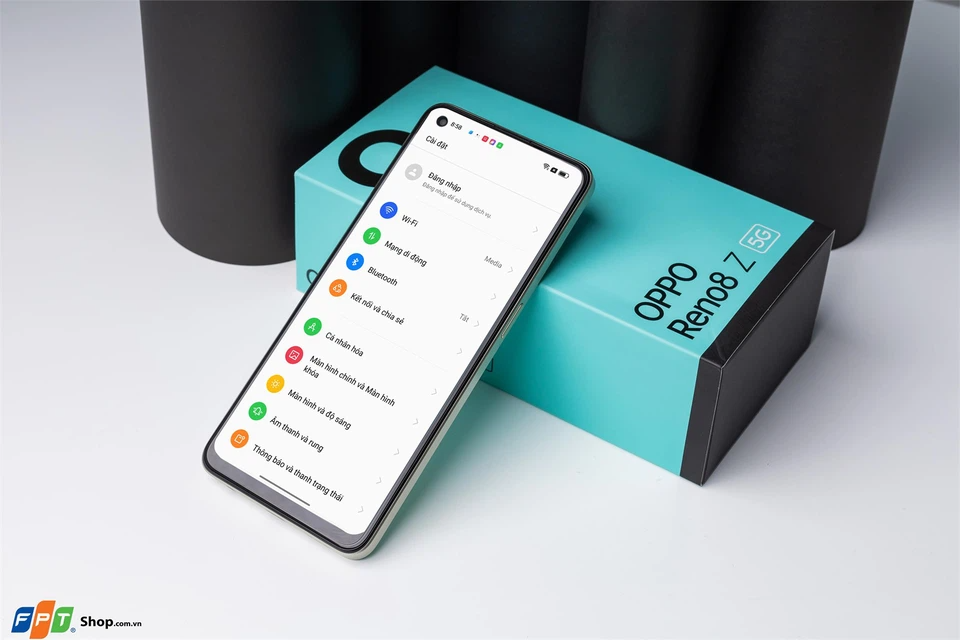 8:58
Cài đặt
Đăng nhập
Đăng nhập để sử dụng dịch vụ.
Wi-Fi
Media
Mạng di động
Bluetooth
Tắt
Kết nối và chia sẻ
Cá nhân hóa
Màn hình chính và Màn hình
khóa
Màn hình và độ sáng
Âm thanh và rung
Thông báo và thanh trạng thái
OPPO
Reno8 Z 5G
FPT® Shop.com.vn